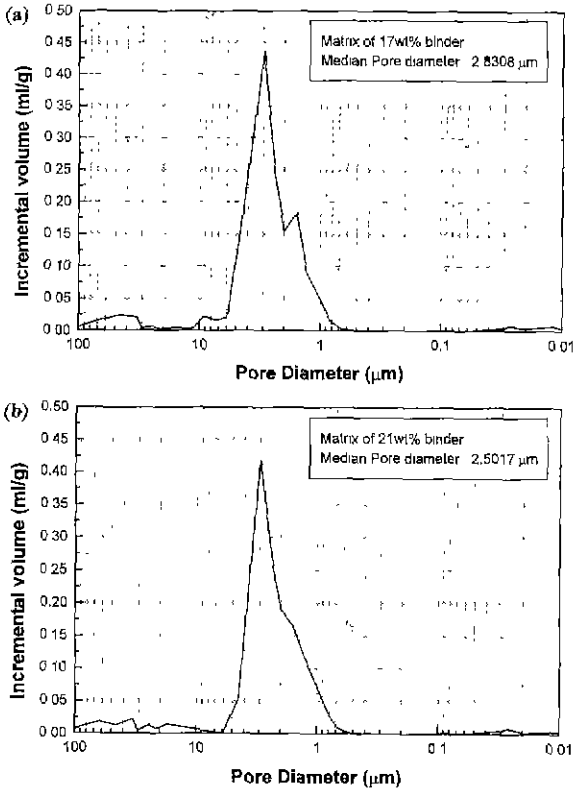 (a)
0.50
0.45
0.40
0.35
0.30
0.25
0.20
0.15
0.10
0.05
0.00
Incremental volume (ml/g)
Matrix of 17wt% binder
Median Pore diameter 2.8308 μm
100 10 1 0.1 0.01
Pore Diameter (μm)
(b)
0.50
0.45
0.40
0.35
0.30
0.25
0.20
0.15
0.10
0.05
0.00
Incremental volume (ml/g)
Matrix of 21wt% binder
Median Pore diameter 2.5017 μm
100 10 1 0.1 0.01
Pore Diameter (μm)